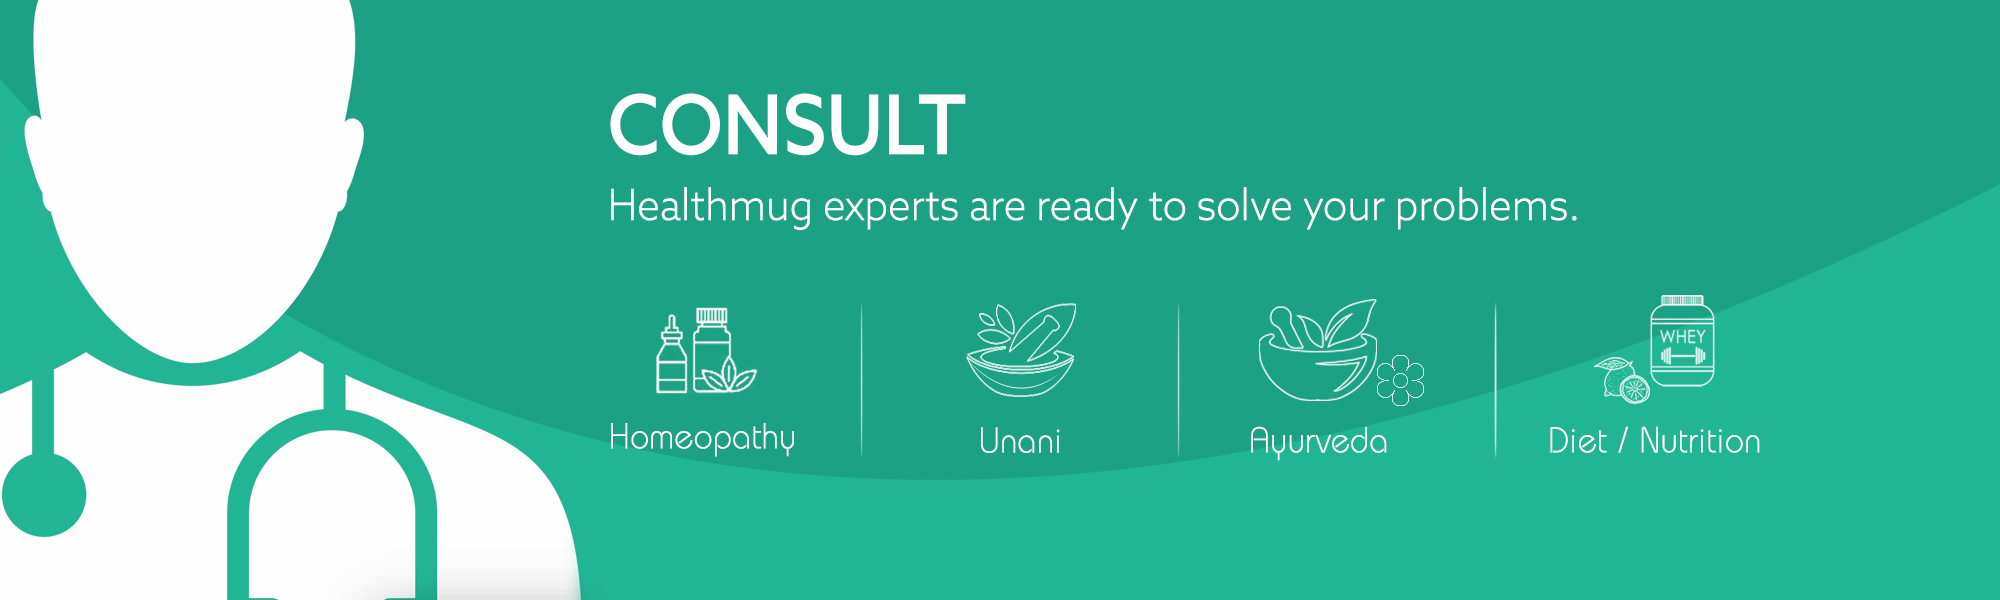 CONSULT
Healthmug experts are ready to solve your problems.
WHEY
Homeopathy
Unani
Ayurveda
Diet / Nutrition